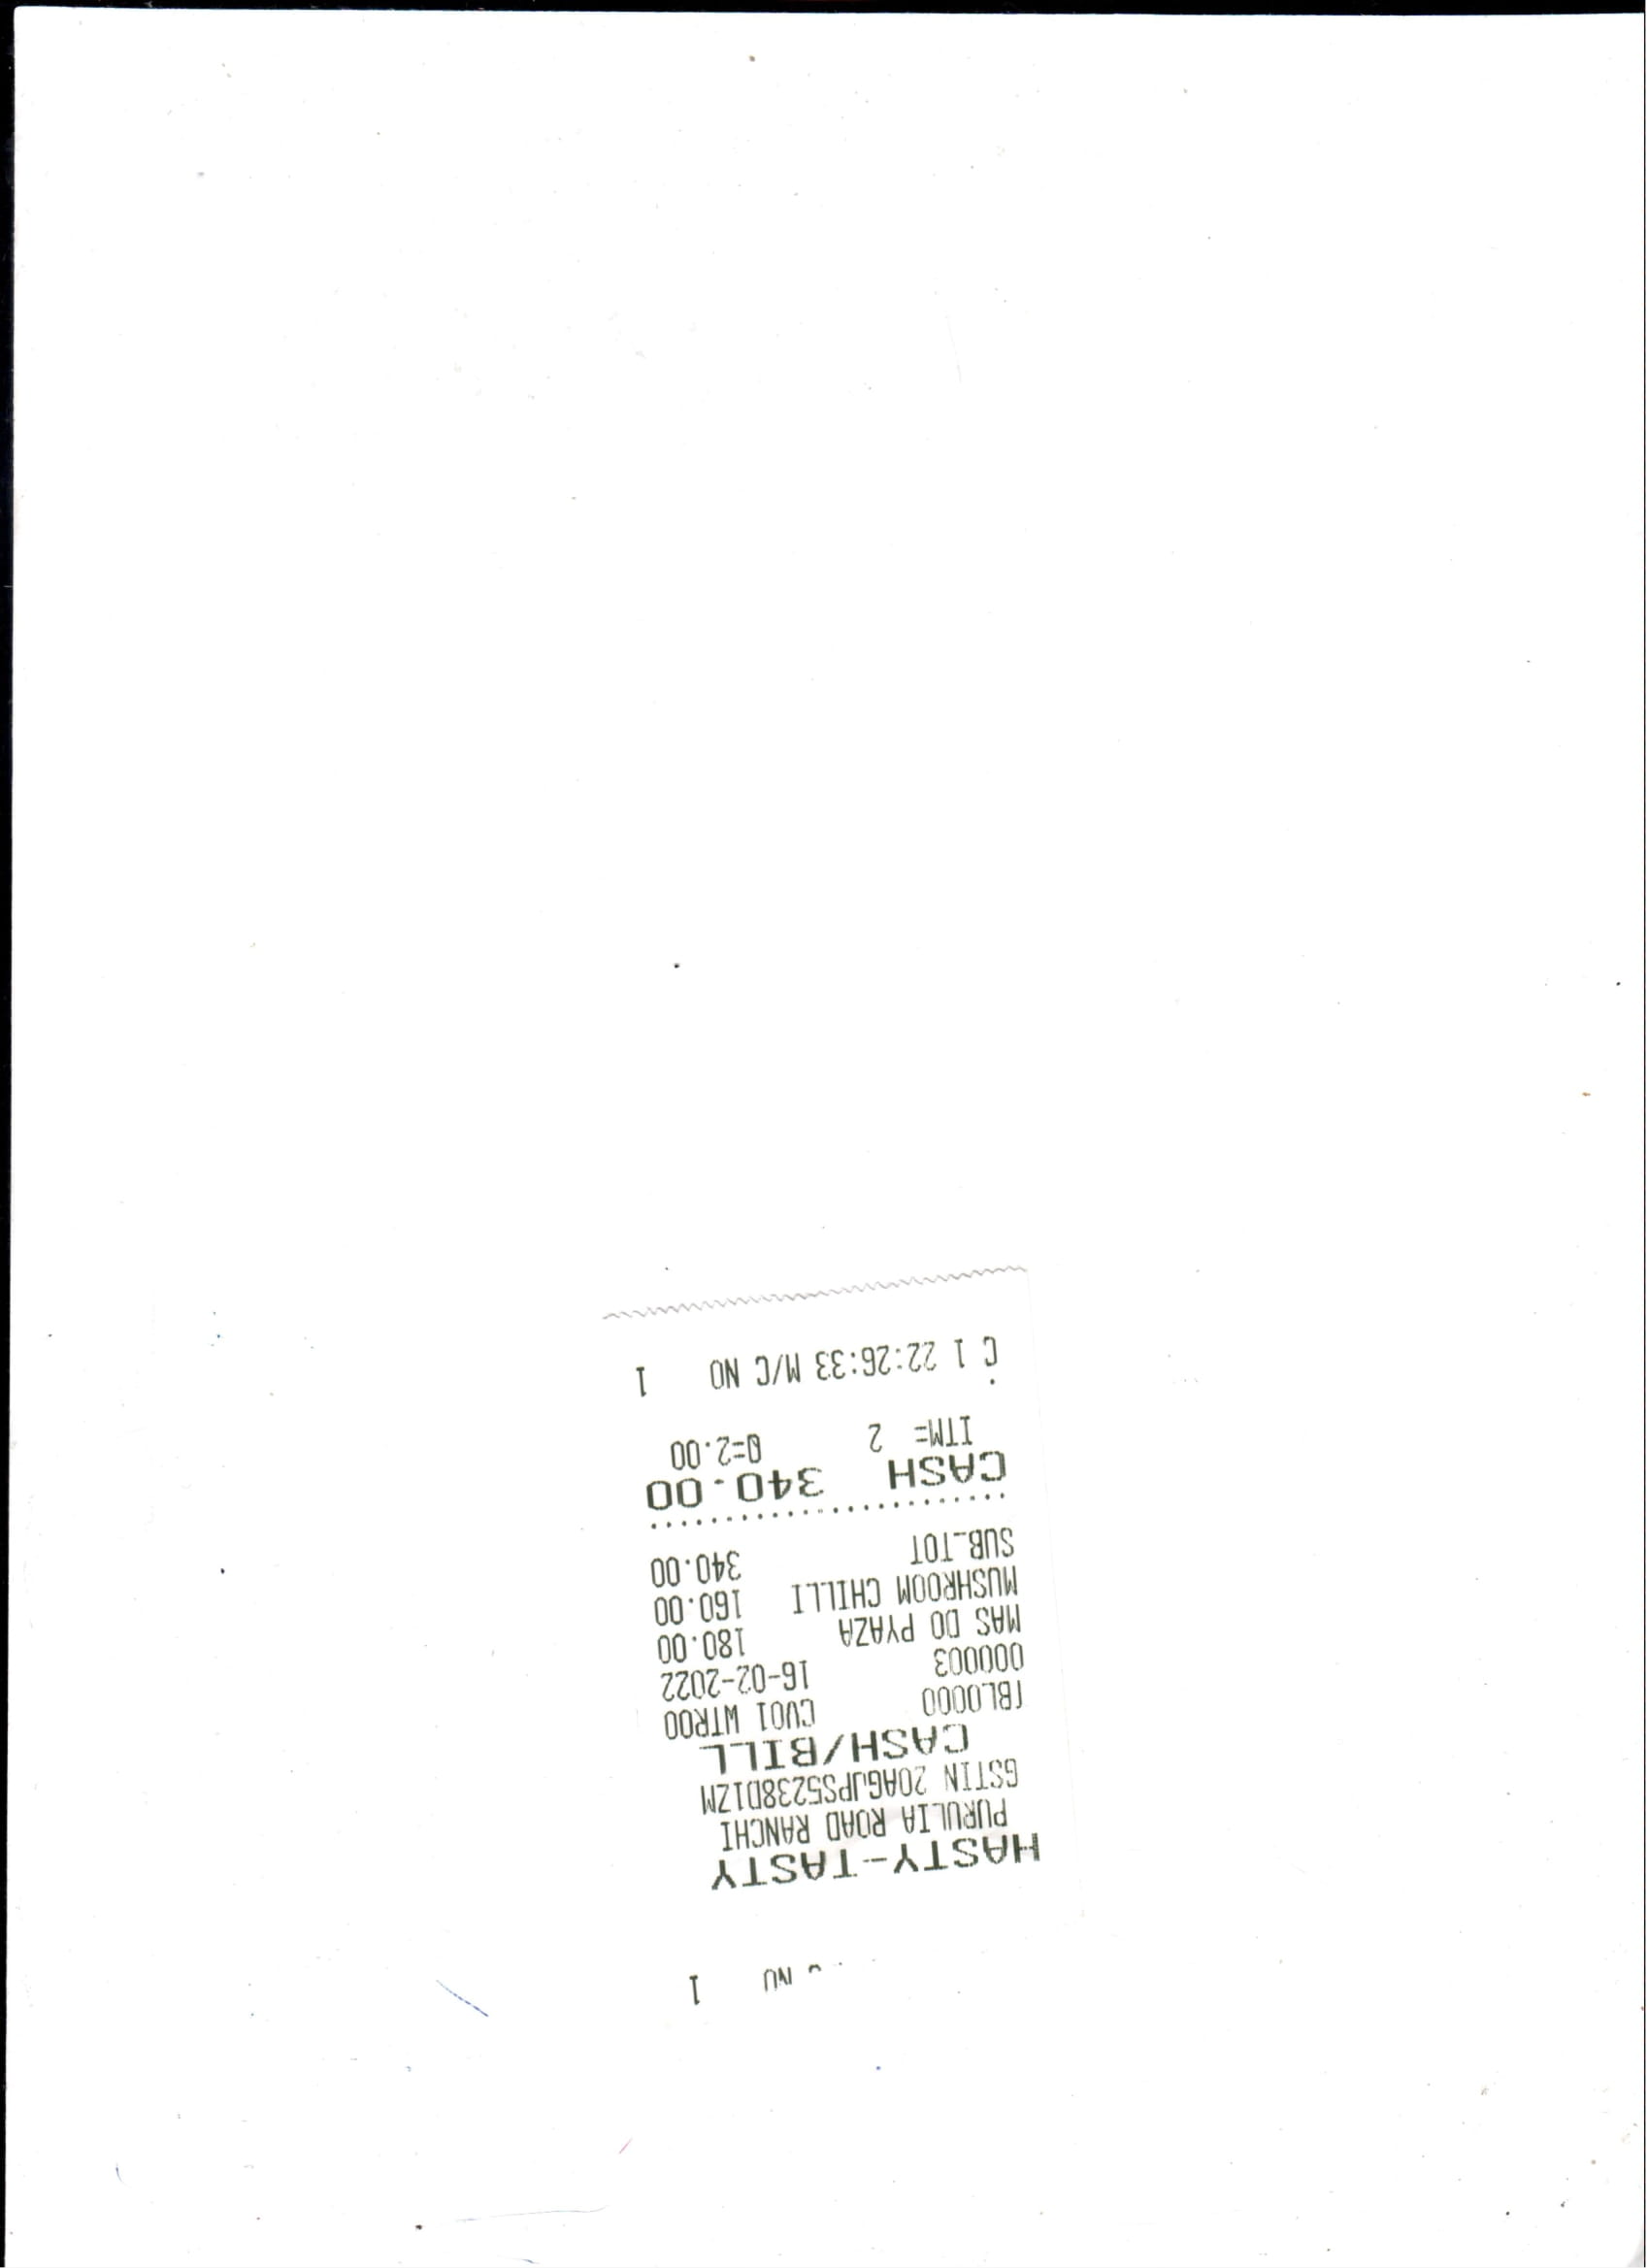 NO 1
HASTY-TASTY
PURULIA ROAD RANCHI
GSTIN 20AGJPS5238D1ZM
CASH/BILL
TBL0000 CV01 WTR00
000003 16-02-2022
MAS DO PYAZA 180.00
MUSHROOM CHILLI 160.00
SUB_TOT 340.00
........................
CASH 340.00
ITM= 2 Q=2.00
.
C 1 22:26:33 M/C NO 1